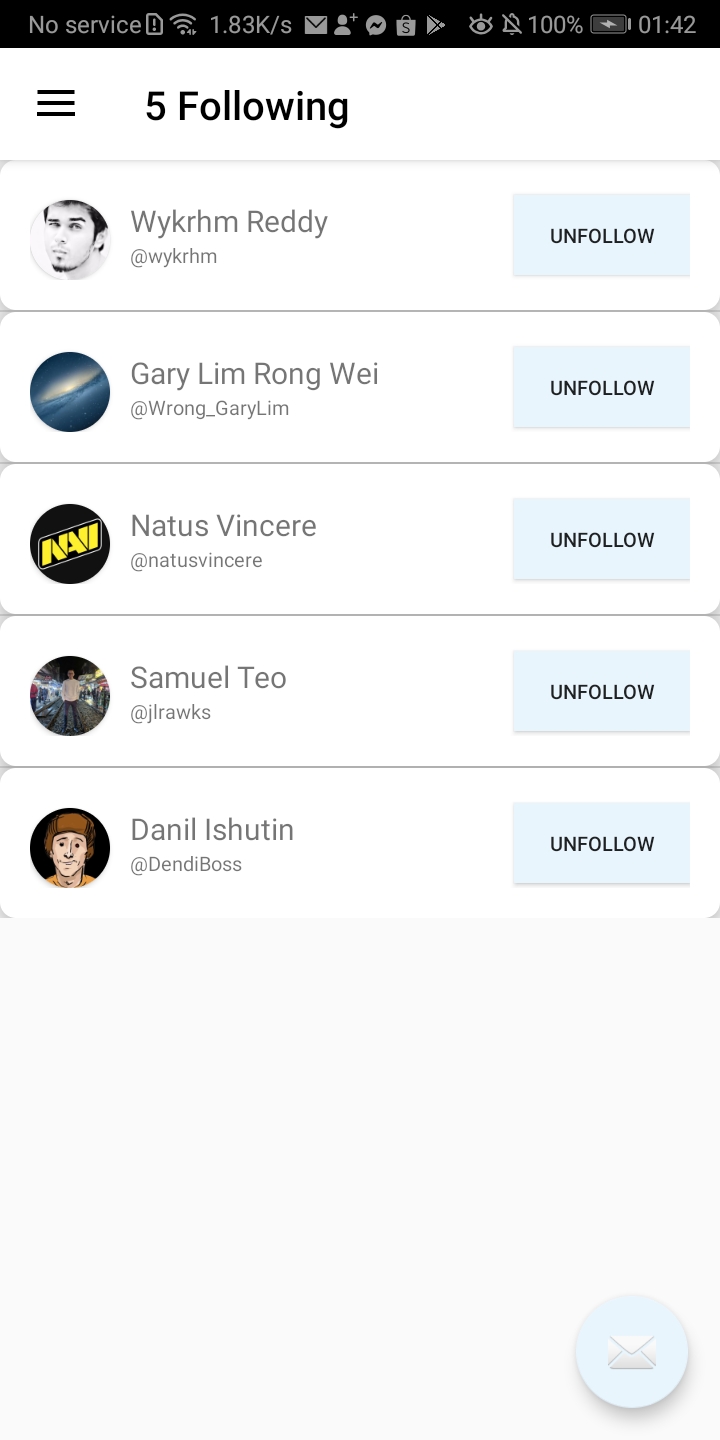 No service 1.83K/s 100% 01:42
5 Following
Wykrhm Reddy
@wykrhm
UNFOLLOW
Gary Lim Rong Wei
@Wrong_GaryLim
UNFOLLOW
NAVI
Natus Vincere
@natusvincere
UNFOLLOW
Samuel Teo
@jlrawks
UNFOLLOW
Danil Ishutin
@DendiBoss
UNFOLLOW